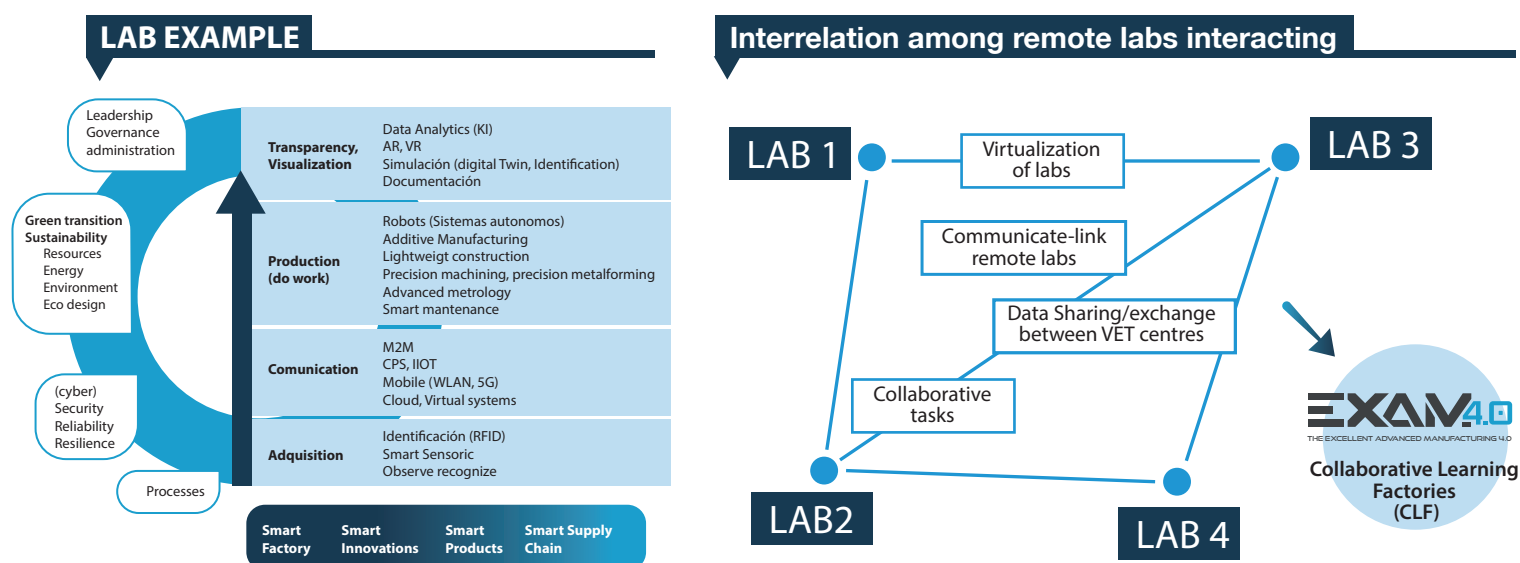 LAB EXAMPLE
Leadership
Governance
administration
Green transition
Sustainability
Resources
Energy
Environment
Eco design
(cyber)
Security
Reliability
Resilience
Processes
Transparency,
Visualization
Data Analytics (KI)
AR, VR
Simulación (digital Twin, Identification)
Documentación
Production
(do work)
Robots (Sistemas autonomos)
Additive Manufacturing
Lightweigt construction
Precision machining, precision metalforming
Advanced metrology
Smart mantenance
Comunication
M2M
CPS, IIOT
Mobile (WLAN, 5G)
Cloud, Virtual systems
Adquisition
Identificación (RFID)
Smart Sensoric
Observe recognize
Smart
Factory
Smart
Innovations
Smart
Products
Smart Supply
Chain
Interrelation among remote labs interacting
LAB 1
Virtualization
of labs
LAB 3
Communicate-link
remote labs
Data Sharing/exchange
between VET centres
Collaborative
tasks
LAB2
LAB 4
EXAM 4.0
THE EXCELLENT ADVANCED MANUFACTURING 4.0
Collaborative Learning
Factories
(CLF)